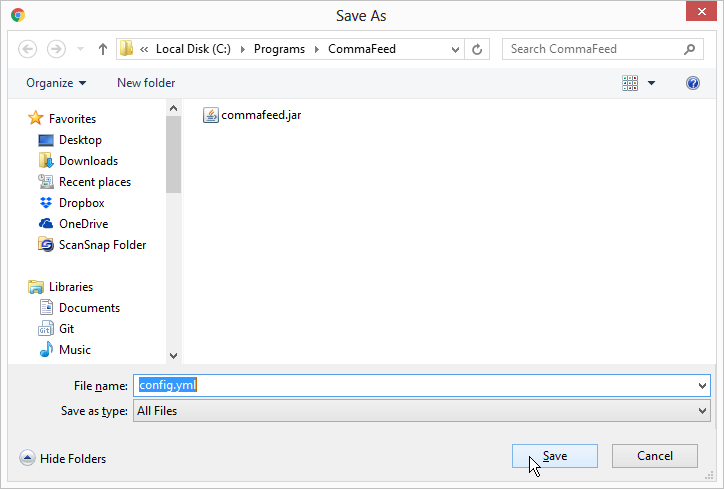 Save As
« Local Disk (C:) Programs CommaFeed Search CommaFeed
Organize New folder
Favorites
Desktop
Downloads
Recent places
Dropbox
OneDrive
ScanSnap Folder
Libraries
Documents
Git
Music
commafeed.jar
File name: config.yml
Save as type: All Files
Hide Folders Save Cancel